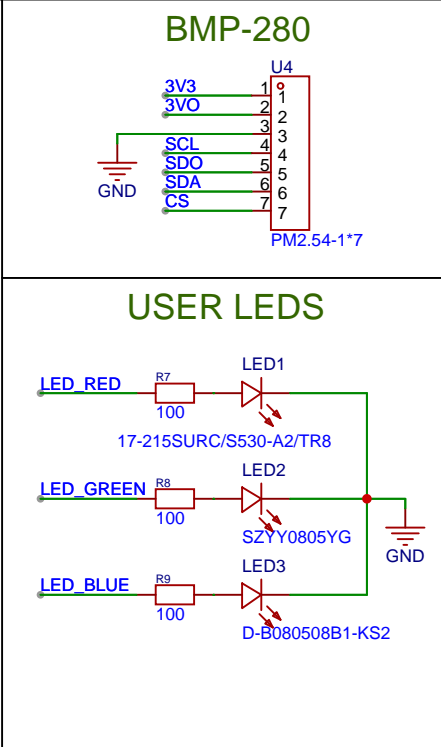 BMP-280
U4
3V3 1 1
3VO 2 2
3 3
SCL 4 4
SDO 5 5
SDA 6 6
CS 7 7
GND
PM2.54-1*7
USER LEDS
LED1
LED_RED R7
100
17-215SURC/S530-A2/TR8
LED2
LED_GREEN R8
100
SZYY0805YG
GND
LED3
LED_BLUE R9
100
D-B080508B1-KS2